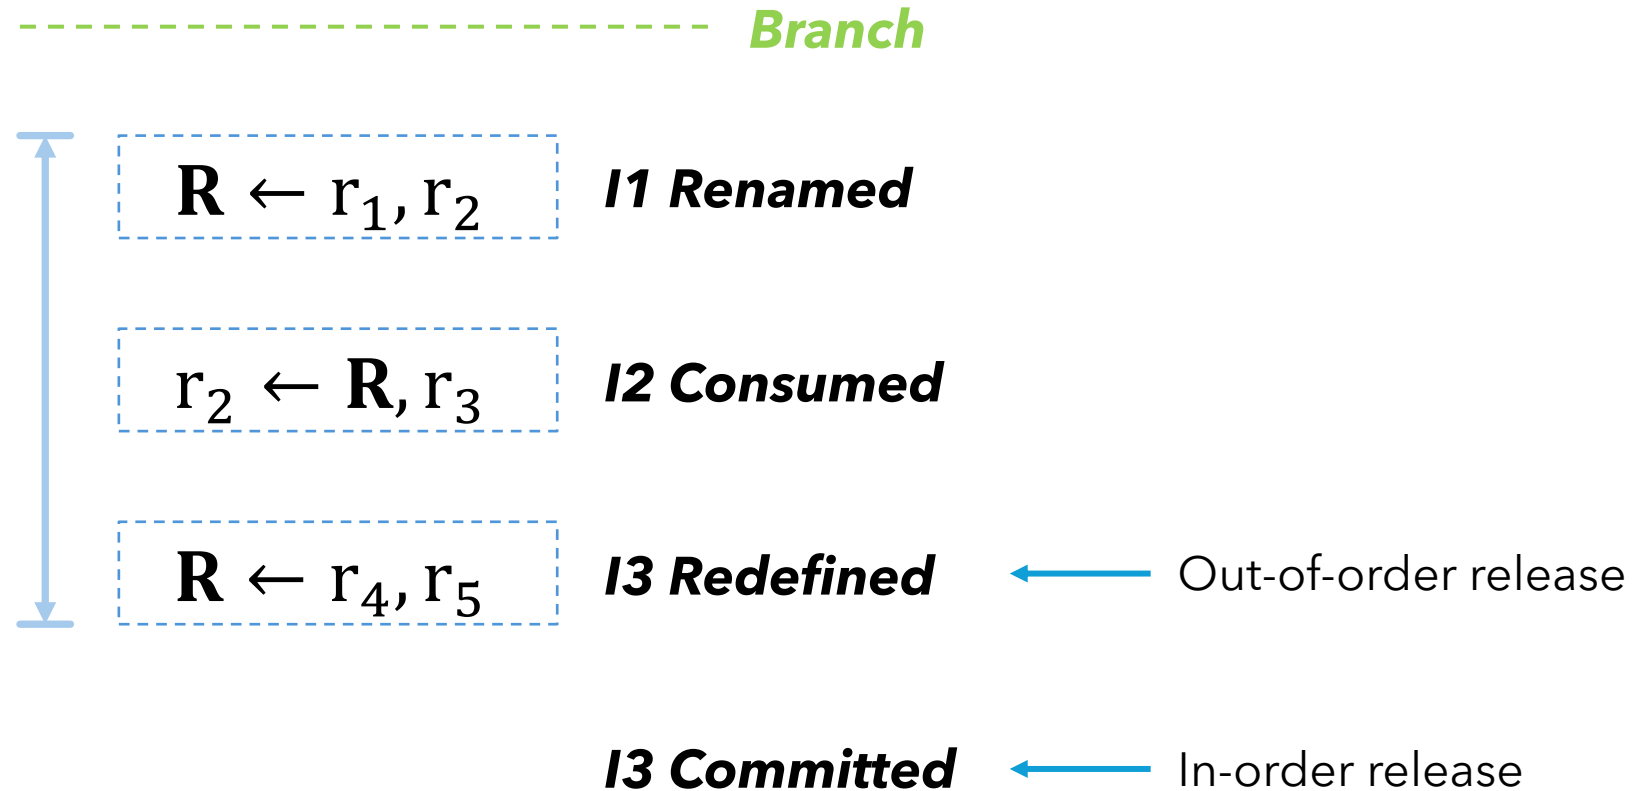 Branch
R ← r₁, r₂ I1 Renamed
r₂ ← R, r₃ I2 Consumed
R ← r₄, r₅ I3 Redefined Out-of-order release
I3 Committed In-order release